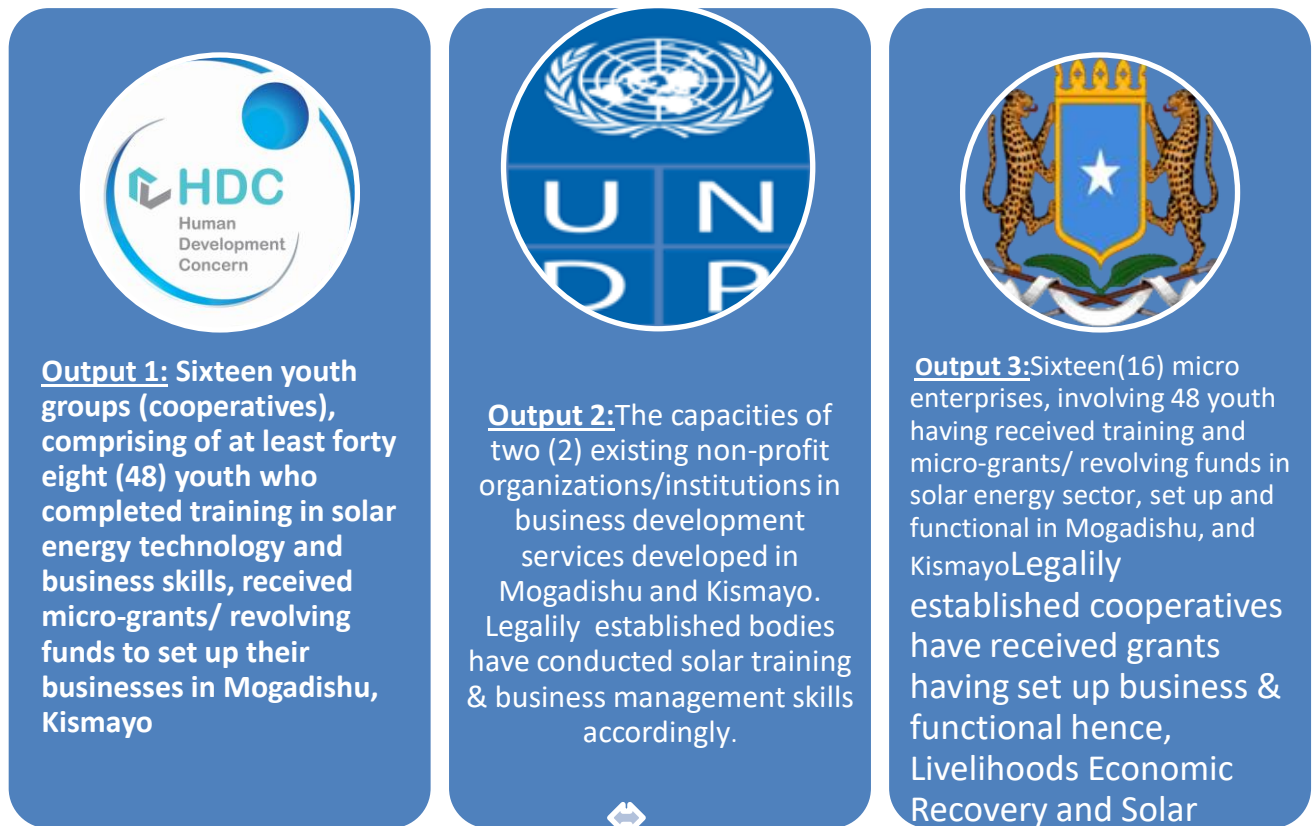 HDC
Human
Development
Concern
Output 1: Sixteen youth
groups (cooperatives),
comprising of at least forty
eight (48) youth who
completed training in solar
energy technology and
business skills, received
micro-grants/ revolving
funds to set up their
businesses in Mogadishu,
Kismayo
U N
D P
Output 2:The capacities of
two (2) existing non-profit
organizations/institutions in
business development
services developed in
Mogadishu and Kismayo.
Legalily  established bodies
have conducted solar training
& business management skills
accordingly.
Output 3:Sixteen(16) micro
enterprises, involving 48 youth
having received training and
micro-grants/ revolving funds in
solar energy sector, set up and
functional in Mogadishu, and
KismayoLegalily
established cooperatives
have received grants
having set up business &
functional hence,
Livelihoods Economic
Recovery and Solar